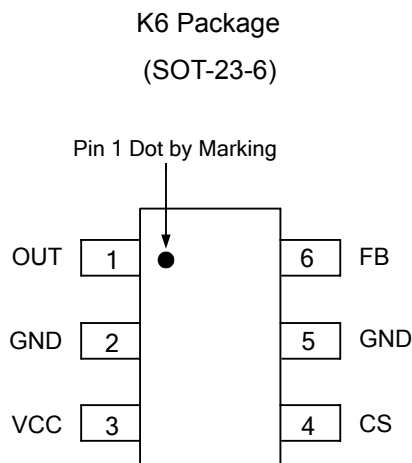 K6 Package
(SOT-23-6)
Pin 1 Dot by Marking
OUT 1 6 FB
GND 2 5 GND
VCC 3 4 CS